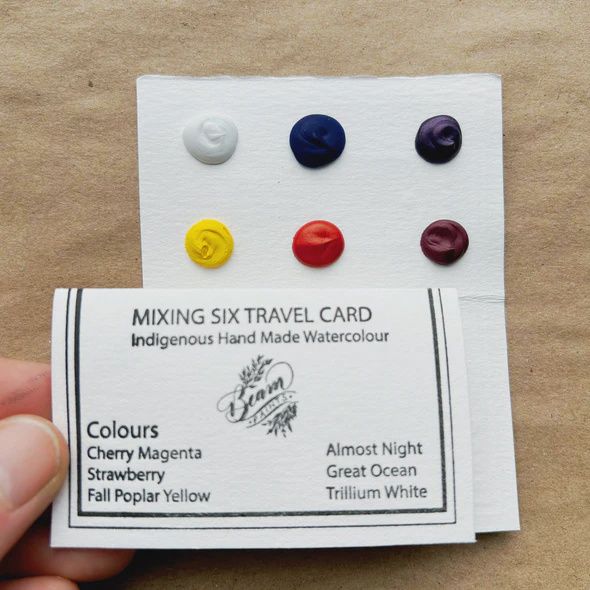 MIXING SIX TRAVEL CARD
Indigenous Hand Made Watercolour
Beam
PAINTS
Colours
Cherry Magenta
Strawberry
Fall Poplar Yellow
Almost Night
Great Ocean
Trillium White